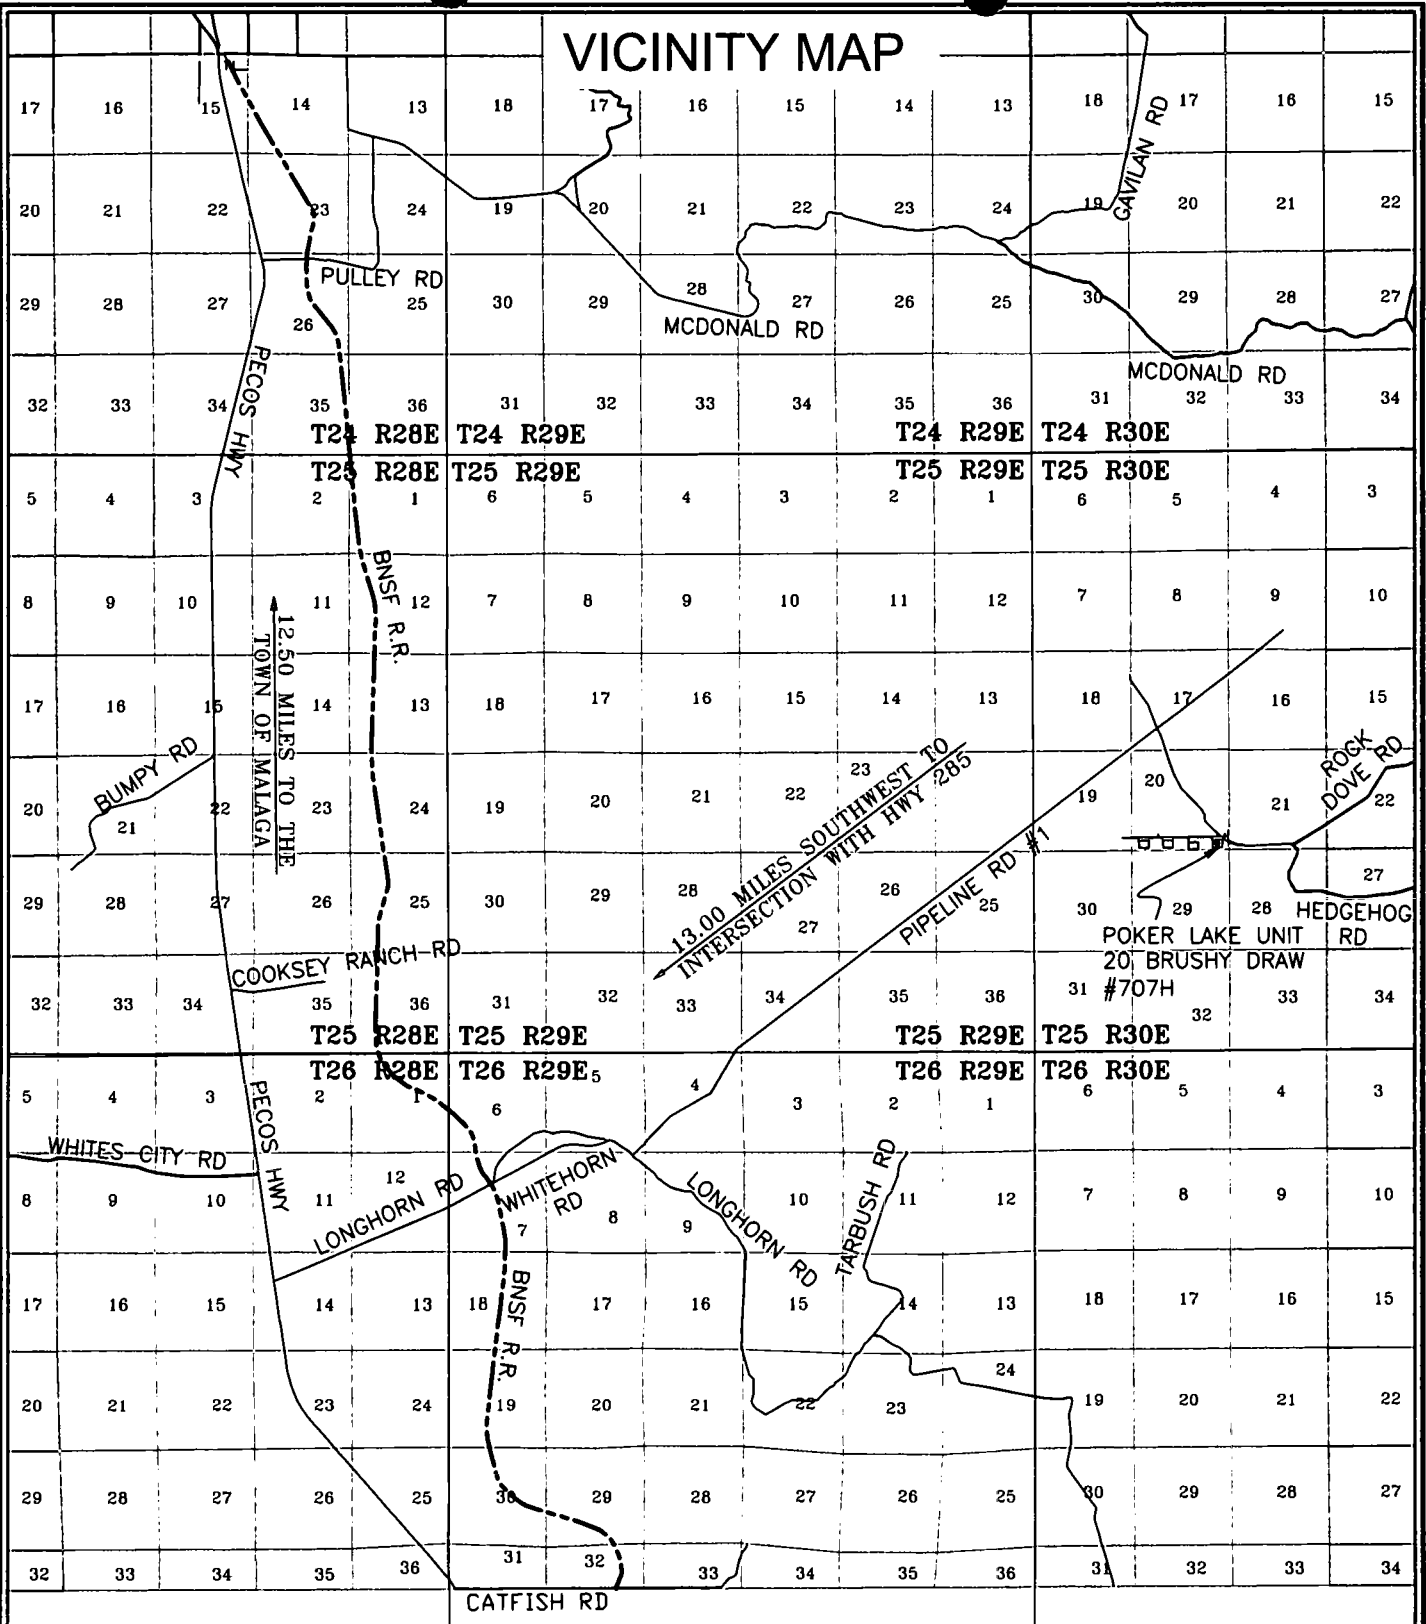 VICINITY MAP
17 16 15 14 13 18 17 16 15 14 13 18 17 16 15
GAVILAN RD
20 21 22 23 24 19 20 21 22 23 24 19 20 21 22
PULLEY RD
29 28 27 26 25 30 29 28 27 26 25 30 29 28 27
MCDONALD RD
MCDONALD RD
PECOS HWY
32 33 34 35 36 31 32 33 34 35 36 31 32 33 34
T24 R28E T24 R29E T24 R29E T24 R30E
T25 R28E T25 R29E T25 R29E T25 R30E
5 4 3 2 1 6 5 4 3 2 1 6 5 4 3
BNSF R.R.
8 9 10 11 12 7 8 9 10 11 12 7 8 9 10
12.50 MILES TO THE
TOWN OF MALAGA
17 16 15 14 13 18 17 16 15 14 13 18 17 16 15
BUMPY RD
ROCK
DOVE RD
20 21 22 23 24 19 20 21 22 23 19 20 21 22
13.00 MILES SOUTHWEST TO
INTERSECTION WITH HWY 285
PIPELINE RD #1
29 28 27 26 25 30 29 28 27 26 25 30 29 28 27
HEDGEHOG
RD
POKER LAKE UNIT
20 BRUSHY DRAW
#707H
COOKSEY RANCH RD
32 33 34 35 36 31 32 33 34 35 36 31 32 33 34
T25 R28E T25 R29E T25 R29E T25 R30E
T26 R28E T26 R29E T26 R29E T26 R30E
5 4 3 2 1 6 5 4 3 2 1 6 5 4 3
WHITES CITY RD
PECOS HWY
8 9 10 11 12 7 8 9 10 11 12 7 8 9 10
LONGHORN RD
WHITEHORN
RD
LONGHORN RD
TARBUSH RD
17 16 15 14 13 18 17 16 15 14 13 18 17 16 15
BNSF R.R.
20 21 22 23 24 19 20 21 22 23 24 19 20 21 22
29 28 27 26 25 30 29 28 27 26 25 30 29 28 27
32 33 34 35 36 31 32 33 34 35 36 31 32 33 34
CATFISH RD